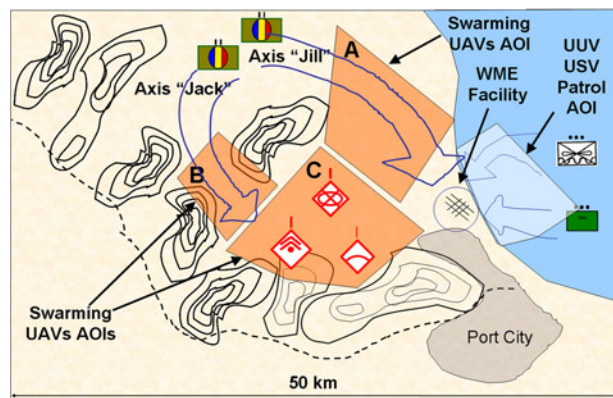 Swarming
UAVs AOI
UUV
USV
Patrol
AOI
WME
Facility
A
Axis “Jill”
Axis “Jack”
B
C
Swarming
UAVs AOIs
Port City
50 km